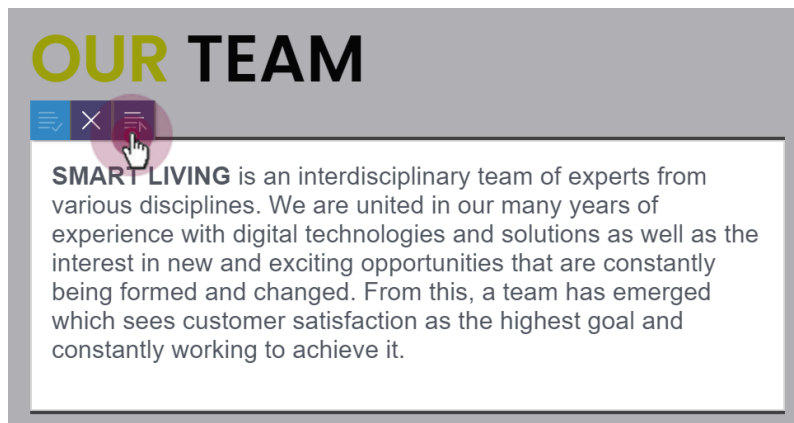 OUR TEAM
SMART LIVING is an interdisciplinary team of experts from
various disciplines. We are united in our many years of
experience with digital technologies and solutions as well as the
interest in new and exciting opportunities that are constantly
being formed and changed. From this, a team has emerged
which sees customer satisfaction as the highest goal and
constantly working to achieve it.